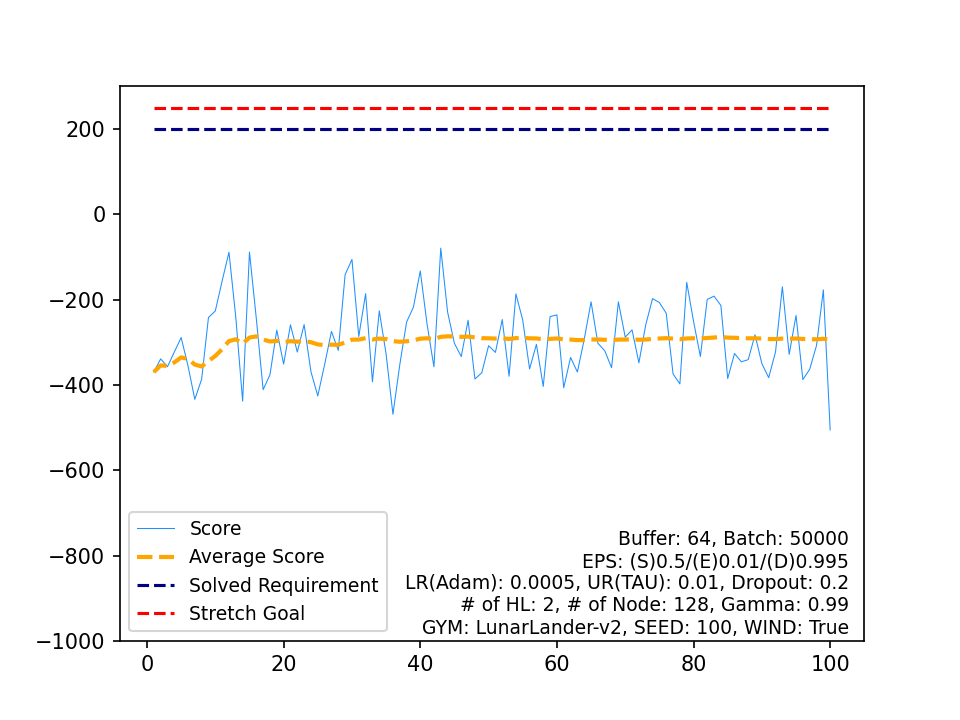 200
0
−200
−400
−600
−800
−1000
0 20 40 60 80 100
Score
Average Score
Solved Requirement
Stretch Goal
Buffer: 64, Batch: 50000
EPS: (S)0.5/(E)0.01/(D)0.995
LR(Adam): 0.0005, UR(TAU): 0.01, Dropout: 0.2
# of HL: 2, # of Node: 128, Gamma: 0.99
GYM: LunarLander-v2, SEED: 100, WIND: True